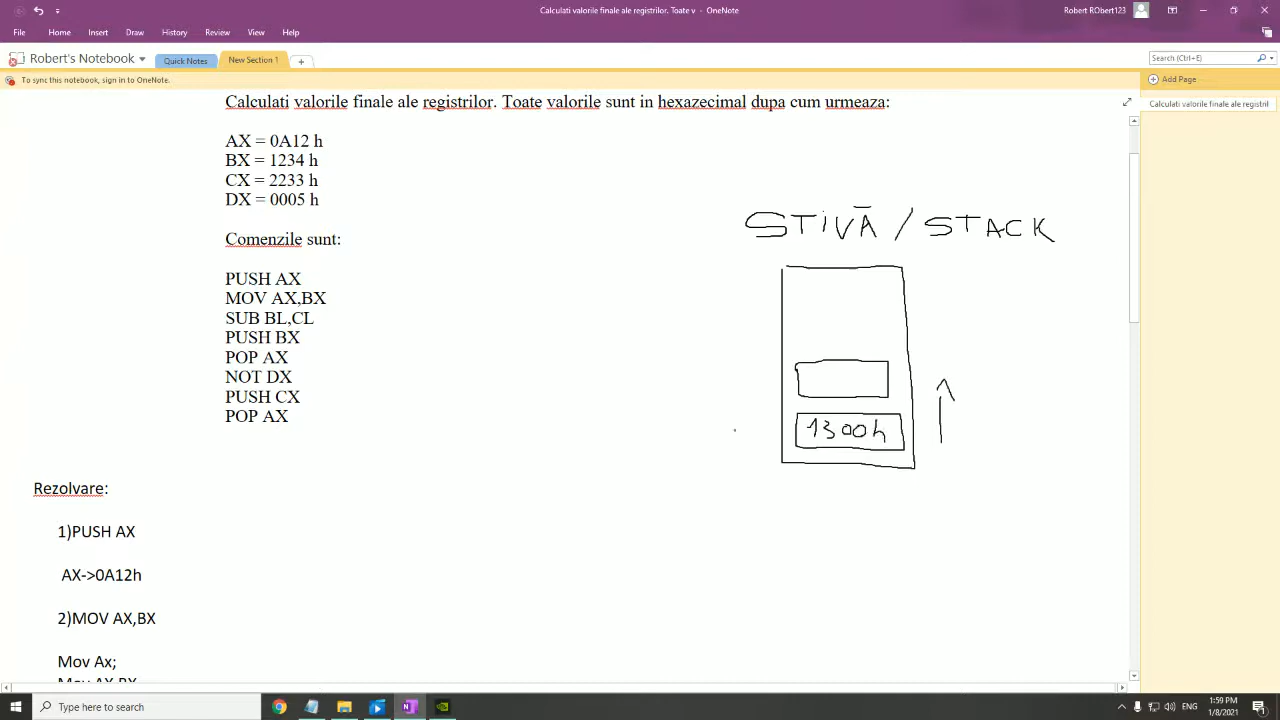 Calculati valorile finale ale registrilor. Toate v - OneNote
Robert RObert123
File Home Insert Draw History Review View Help
Robert's Notebook
Quick Notes
New Section 1
Search (Ctrl+E)
To sync this notebook, sign in to OneNote.
Add Page
Calculati valorile finale ale registril
Calculati valorile finale ale registrilor. Toate valorile sunt in hexazecimal dupa cum urmeaza:
AX = 0A12 h
BX = 1234 h
CX = 2233 h
DX = 0005 h
STIVĀ / STACK
Comenzile sunt:
PUSH AX
MOV AX,BX
SUB BL,CL
PUSH BX
POP AX
NOT DX
PUSH CX
POP AX
1300h
Rezolvare:
1)PUSH AX
AX->0A12h
2)MOV AX,BX
Mov Ax;
Mov AX,BX
Type here to search
ENG
1:59 PM
1/8/2021